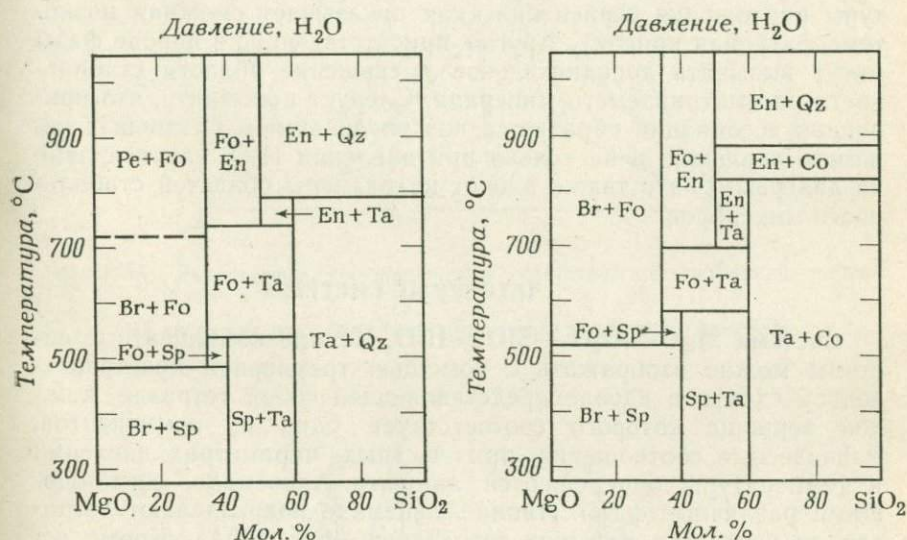 туры
Давление, H₂O
900
700
500
300
Температура, °C
Pe+Fo
Fo+
En
En+Qz
En+Ta
Br+Fo
Fo+Ta
Fo+Sp
Ta+Qz
Br+Sp
Sp+Ta
MgO 20 40 60 80 SiO₂
Мол.%
Давление, H₂O
900
700
500
300
Температура, °C
En+Qz
Fo+
En
En+Co
En
+
Ta
Br+Fo
Fo+Ta
Fo+Sp
Ta+Co
Br+Sp
Sp+Ta
MgO 20 40 60 80 SiO₂
Мол.%